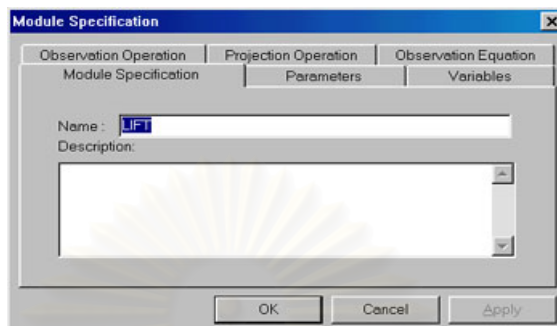 Module Specification
Observation Operation Projection Operation Observation Equation
Module Specification Parameters Variables
Name : LIFT
Description:
OK Cancel Apply